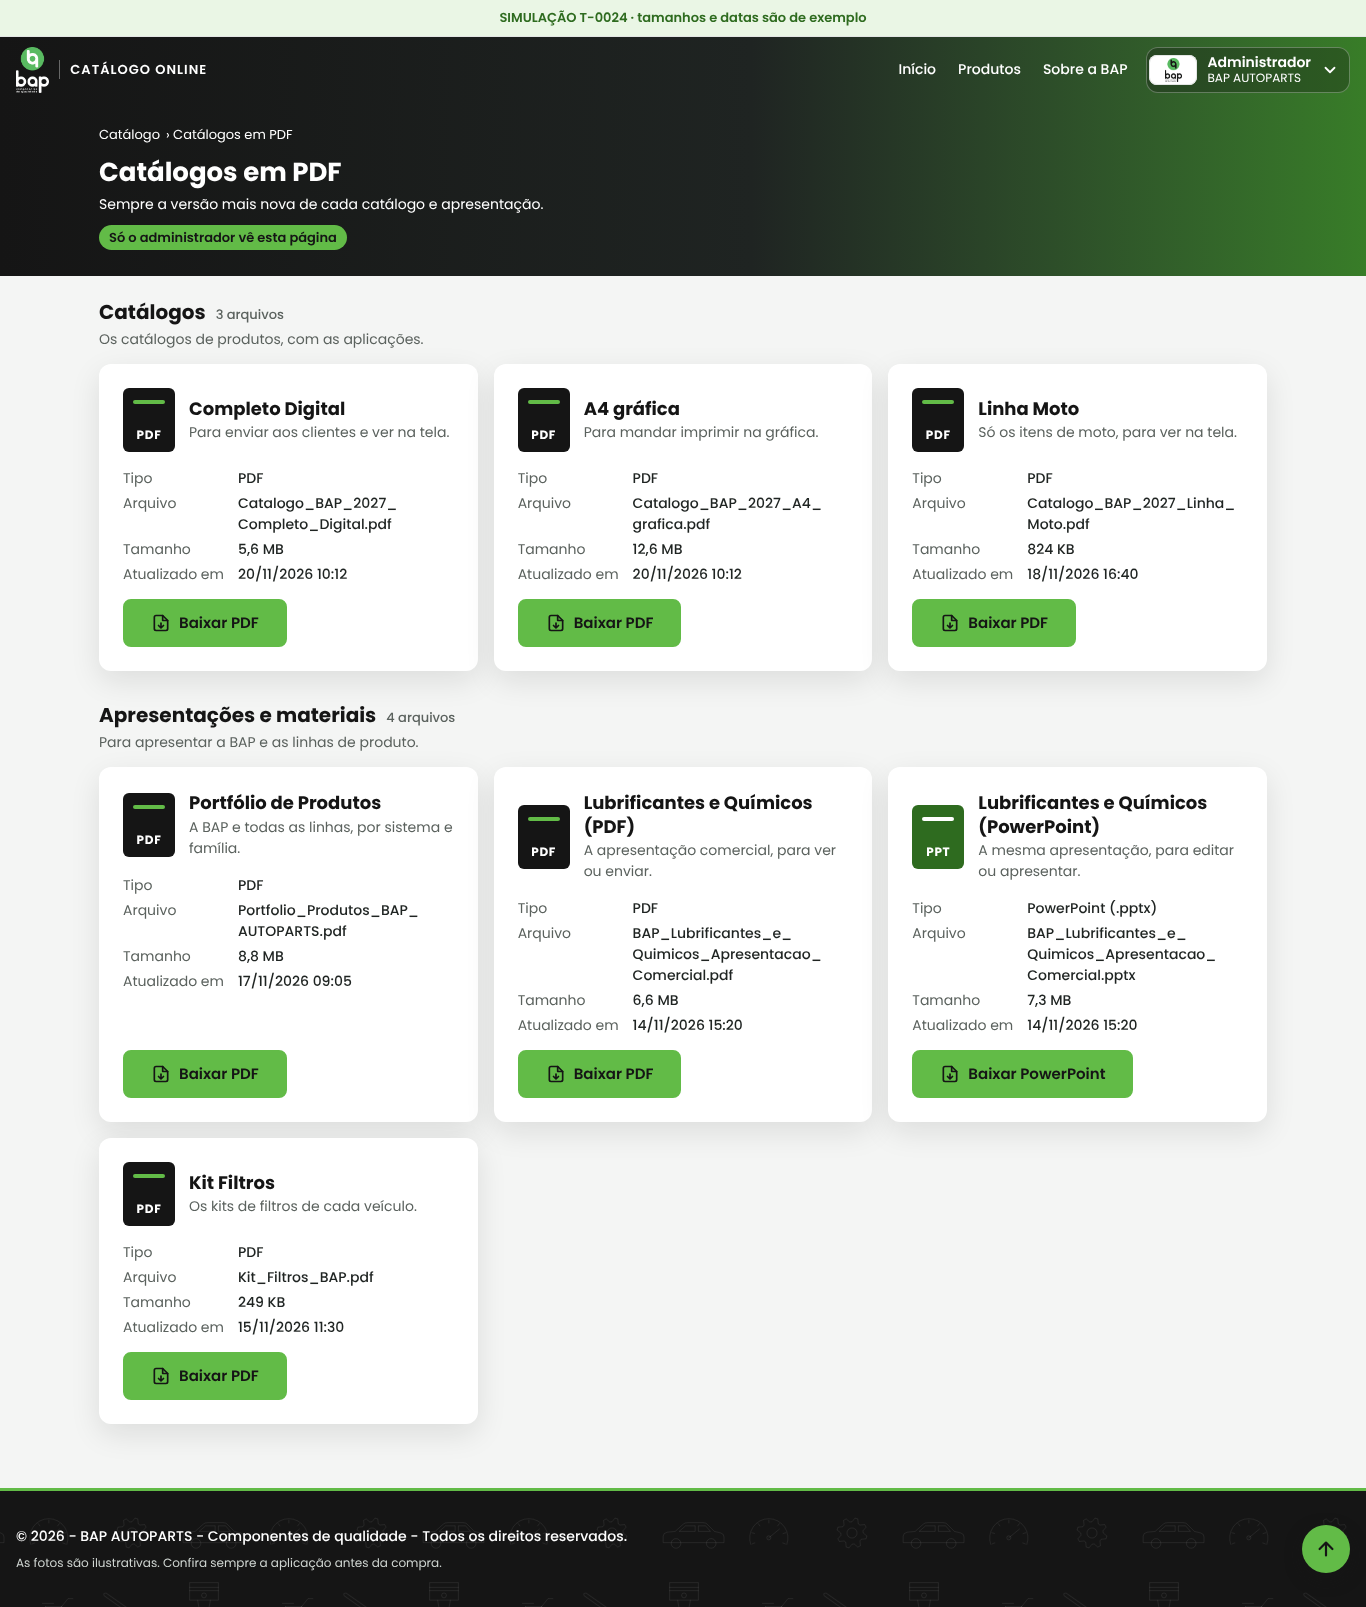 SIMULAÇÃO T-0024 · tamanhos e datas são de exemplo
bap
CATÁLOGO ONLINE
Início
Produtos
Sobre a BAP
bap
Administrador
BAP AUTOPARTS
Catálogo › Catálogos em PDF
Catálogos em PDF
Sempre a versão mais nova de cada catálogo e apresentação.
Só o administrador vê esta página
Catálogos 3 arquivos
Os catálogos de produtos, com as aplicações.
PDF
Completo Digital
Para enviar aos clientes e ver na tela.
Tipo PDF
Arquivo Catalogo_BAP_2027_
Completo_Digital.pdf
Tamanho 5,6 MB
Atualizado em 20/11/2026 10:12
Baixar PDF
PDF
A4 gráfica
Para mandar imprimir na gráfica.
Tipo PDF
Arquivo Catalogo_BAP_2027_A4_
grafica.pdf
Tamanho 12,6 MB
Atualizado em 20/11/2026 10:12
Baixar PDF
PDF
Linha Moto
Só os itens de moto, para ver na tela.
Tipo PDF
Arquivo Catalogo_BAP_2027_Linha_
Moto.pdf
Tamanho 824 KB
Atualizado em 18/11/2026 16:40
Baixar PDF
Apresentações e materiais 4 arquivos
Para apresentar a BAP e as linhas de produto.
PDF
Portfólio de Produtos
A BAP e todas as linhas, por sistema e
família.
Tipo PDF
Arquivo Portfolio_Produtos_BAP_
AUTOPARTS.pdf
Tamanho 8,8 MB
Atualizado em 17/11/2026 09:05
Baixar PDF
PDF
Lubrificantes e Químicos
(PDF)
A apresentação comercial, para ver
ou enviar.
Tipo PDF
Arquivo BAP_Lubrificantes_e_
Quimicos_Apresentacao_
Comercial.pdf
Tamanho 6,6 MB
Atualizado em 14/11/2026 15:20
Baixar PDF
PPT
Lubrificantes e Químicos
(PowerPoint)
A mesma apresentação, para editar
ou apresentar.
Tipo PowerPoint (.pptx)
Arquivo BAP_Lubrificantes_e_
Quimicos_Apresentacao_
Comercial.pptx
Tamanho 7,3 MB
Atualizado em 14/11/2026 15:20
Baixar PowerPoint
PDF
Kit Filtros
Os kits de filtros de cada veículo.
Tipo PDF
Arquivo Kit_Filtros_BAP.pdf
Tamanho 249 KB
Atualizado em 15/11/2026 11:30
Baixar PDF
© 2026 - BAP AUTOPARTS - Componentes de qualidade - Todos os direitos reservados.
As fotos são ilustrativas. Confira sempre a aplicação antes da compra.